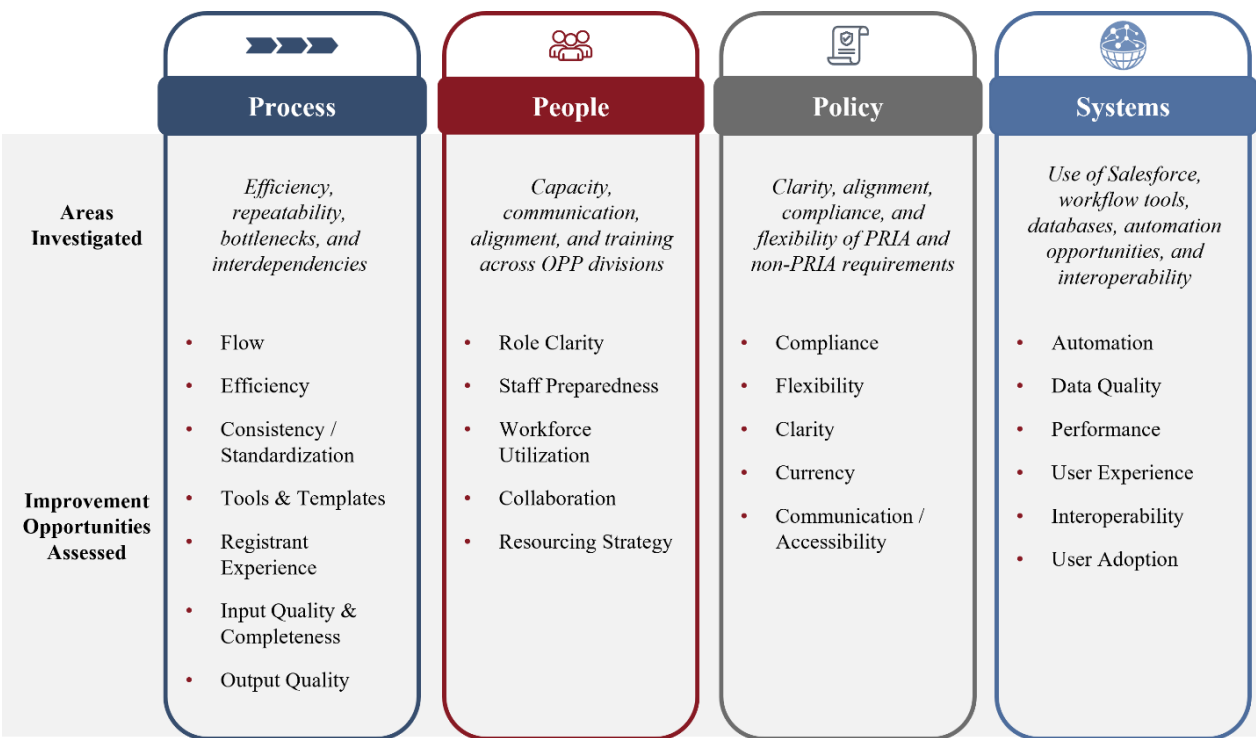 Process
People
Policy
Systems
Areas
Investigated
Efficiency,
repeatability,
bottlenecks, and
interdependencies
Capacity,
communication,
alignment, and training
across OPP divisions
Clarity, alignment,
compliance, and
flexibility of PRIA and
non-PRIA requirements
Use of Salesforce,
workflow tools,
databases, automation
opportunities, and
interoperability
Improvement
Opportunities
Assessed
• Flow
• Efficiency
• Consistency /
Standardization
• Tools & Templates
• Registrant
Experience
• Input Quality &
Completeness
• Output Quality
• Role Clarity
• Staff Preparedness
• Workforce
Utilization
• Collaboration
• Resourcing Strategy
• Compliance
• Flexibility
• Clarity
• Currency
• Communication /
Accessibility
• Automation
• Data Quality
• Performance
• User Experience
• Interoperability
• User Adoption